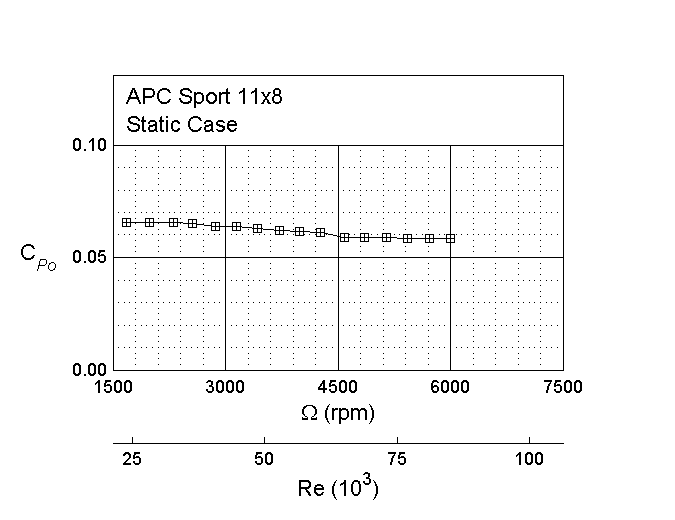 APC Sport 11x8
Static Case
0.10
0.05
0.00
C_Po
1500 3000 4500 6000 7500
Ω (rpm)
25 50 75 100
Re (10³)